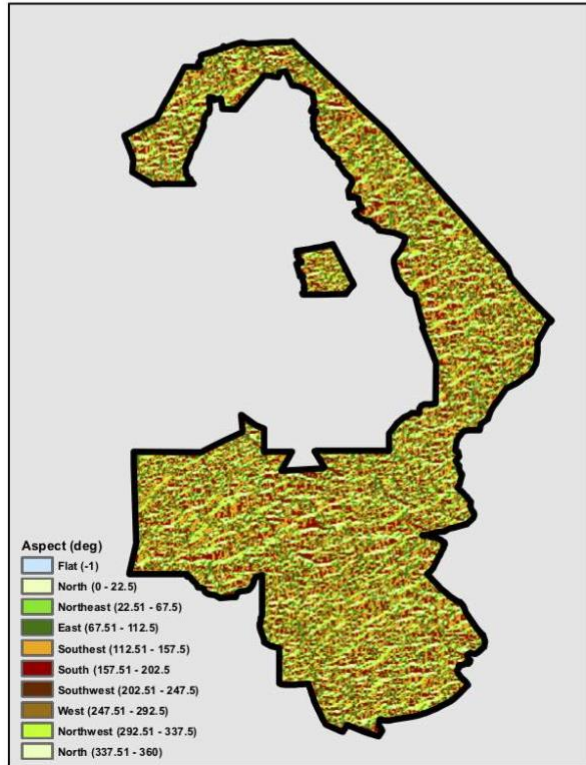 Aspect (deg)
Flat (-1)
North (0 - 22.5)
Northeast (22.51 - 67.5)
East (67.51 - 112.5)
Southest (112.51 - 157.5)
South (157.51 - 202.5
Southwest (202.51 - 247.5)
West (247.51 - 292.5)
Northwest (292.51 - 337.5)
North (337.51 - 360)